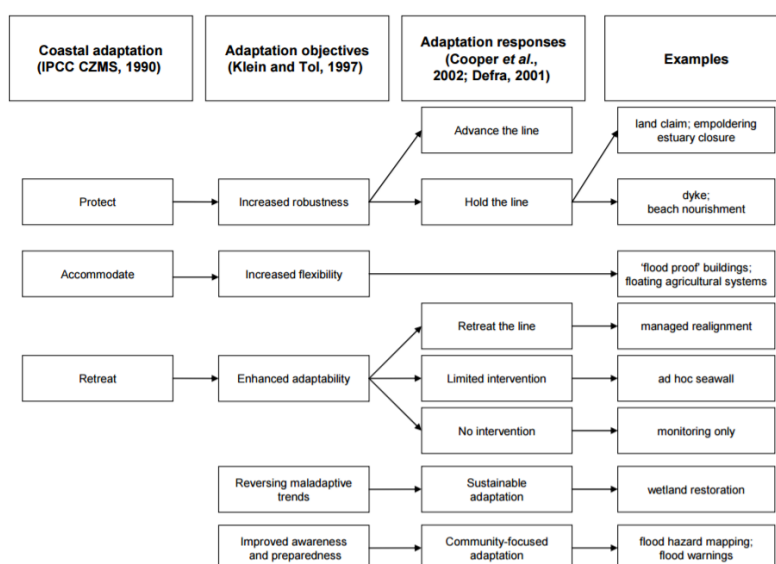 Coastal adaptation
(IPCC CZMS, 1990)
Adaptation objectives
(Klein and Tol, 1997)
Adaptation responses
(Cooper et al.,
2002; Defra, 2001)
Examples
Advance the line
land claim; empoldering
estuary closure
Protect
Increased robustness
Hold the line
dyke;
beach nourishment
Accommodate
Increased flexibility
'flood proof' buildings;
floating agricultural systems
Retreat the line
managed realignment
Retreat
Enhanced adaptability
Limited intervention
ad hoc seawall
No intervention
monitoring only
Reversing maladaptive
trends
Sustainable
adaptation
wetland restoration
Improved awareness
and preparedness
Community-focused
adaptation
flood hazard mapping;
flood warnings